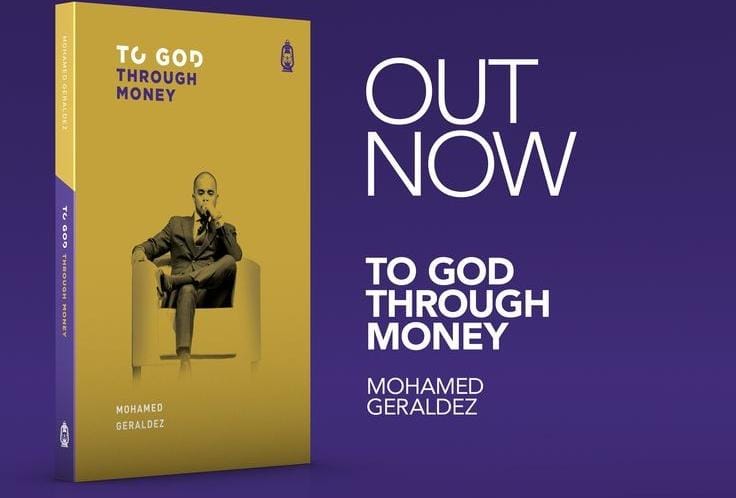 MOHAMED GERALDEZ
TO GOD THROUGH MONEY
TO GOD
THROUGH
MONEY
MOHAMED
GERALDEZ
OUT
NOW
TO GOD
THROUGH
MONEY
MOHAMED
GERALDEZ